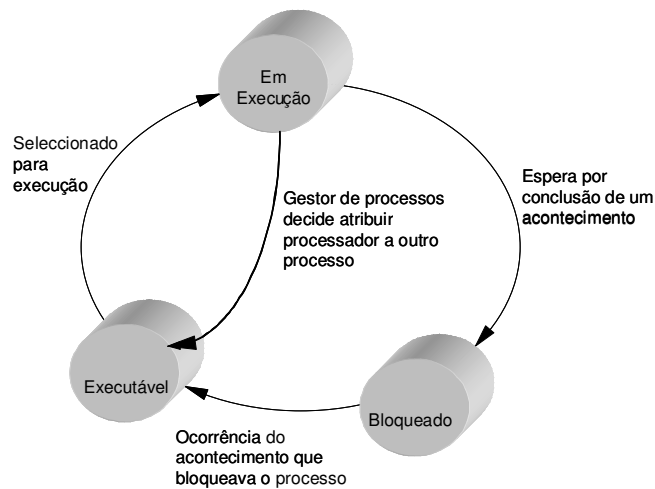 Em
Execução
Seleccionado
para
execução
Gestor de processos
decide atribuir
processador a outro
processo
Espera por
conclusão de um
acontecimento
Executável
Bloqueado
Ocorrência do
acontecimento que
bloqueava o processo